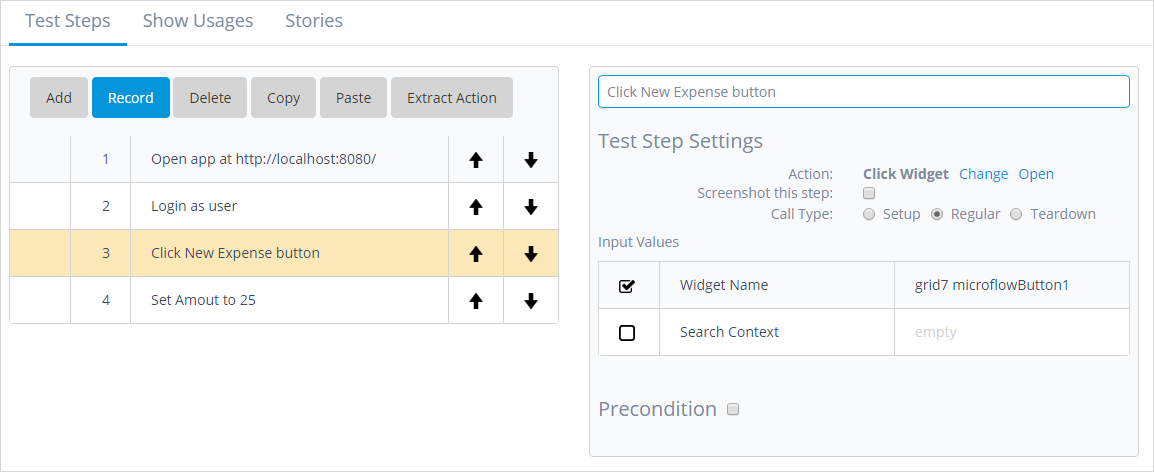 Test Steps Show Usages Stories
Add Record Delete Copy Paste Extract Action
1 Open app at http://localhost:8080/
2 Login as user
3 Click New Expense button
4 Set Amout to 25
Click New Expense button
Test Step Settings
Action: Click Widget Change Open
Screenshot this step:
Call Type: Setup Regular Teardown
Input Values
Widget Name grid7 microflowButton1
Search Context empty
Precondition